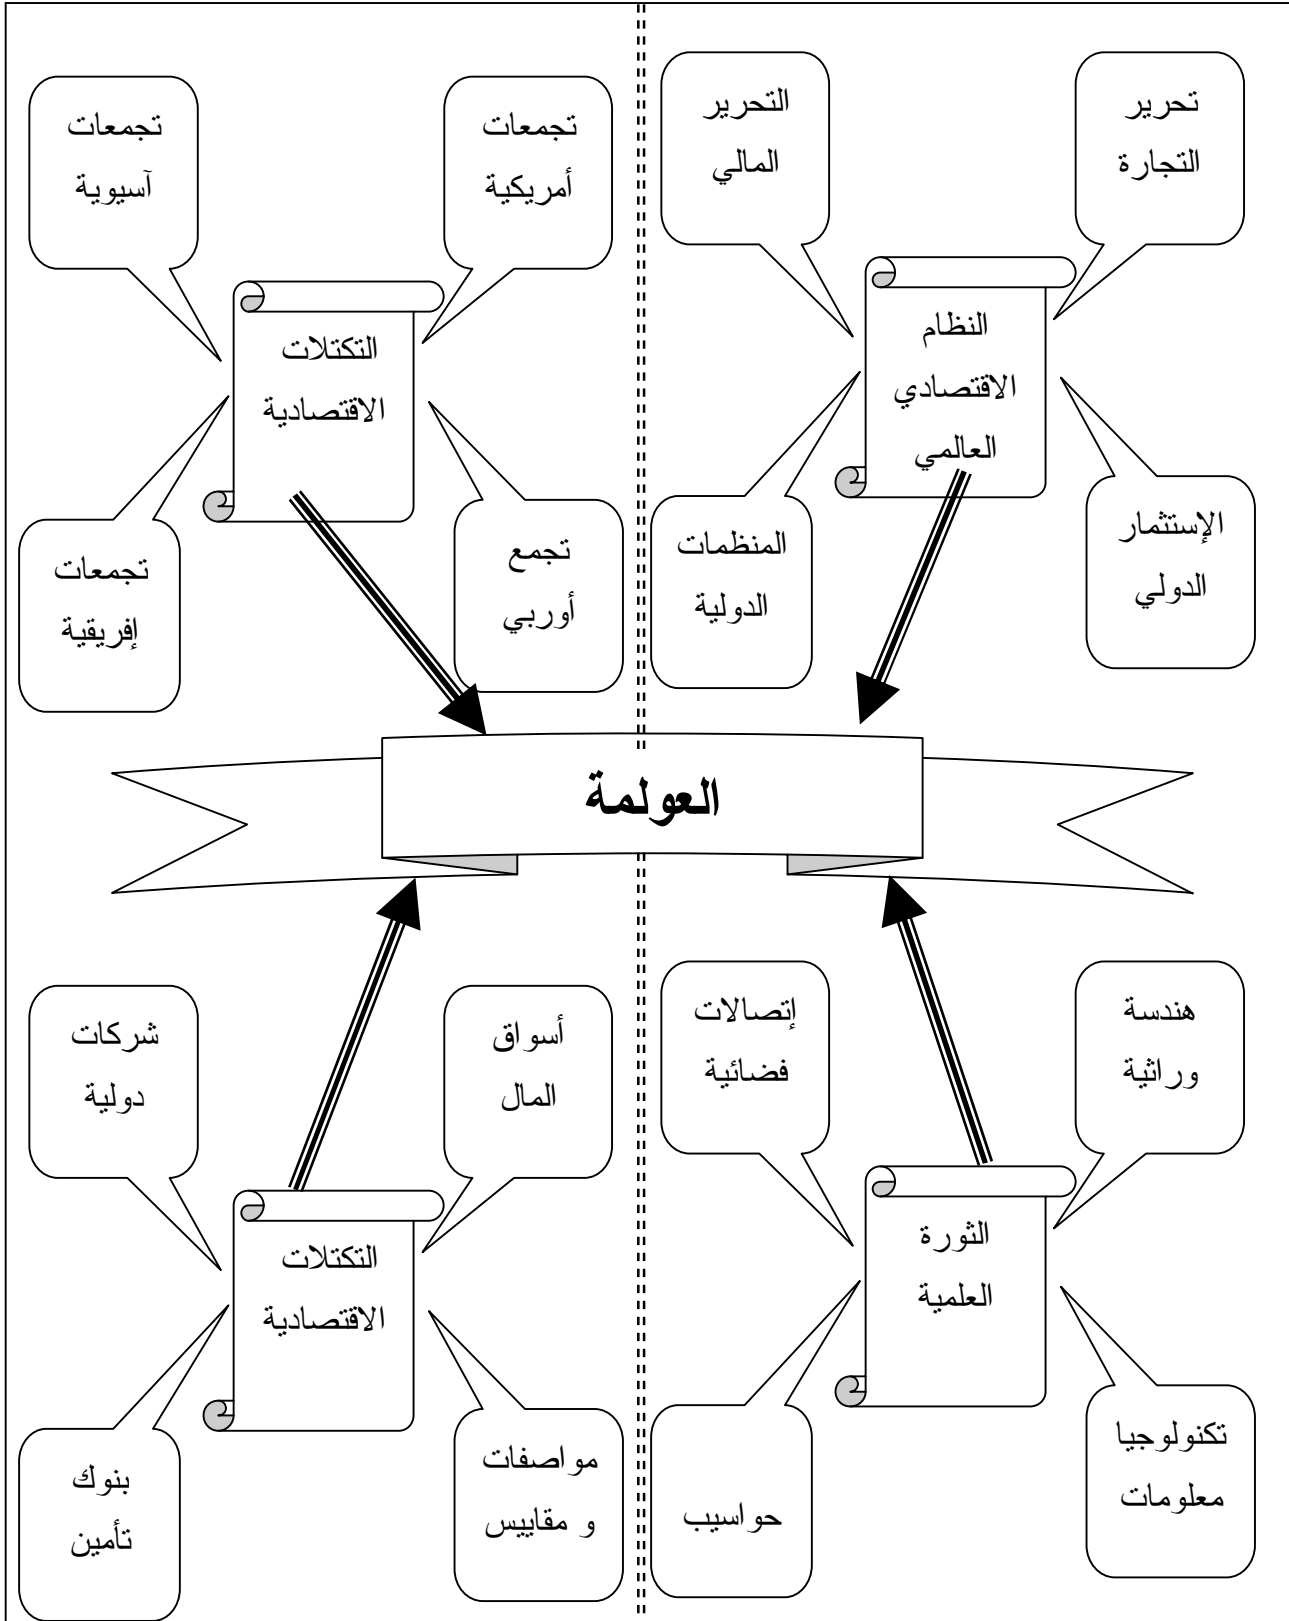 تحرير
التجارة
التحرير
المالي
النظام
الاقتصادي
العالمي
الإستثمار
الدولي
المنظمات
الدولية
تجمعات
أمريكية
تجمعات
آسيوية
التكتلات
الاقتصادية
تجمع
أوربي
تجمعات
إفريقية
العولمة
هندسة
وراثية
إتصالات
فضائية
الثورة
العلمية
تكنولوجيا
معلومات
حواسيب
أسواق
المال
شركات
دولية
التكتلات
الاقتصادية
مواصفات
و مقاييس
بنوك
تأمين